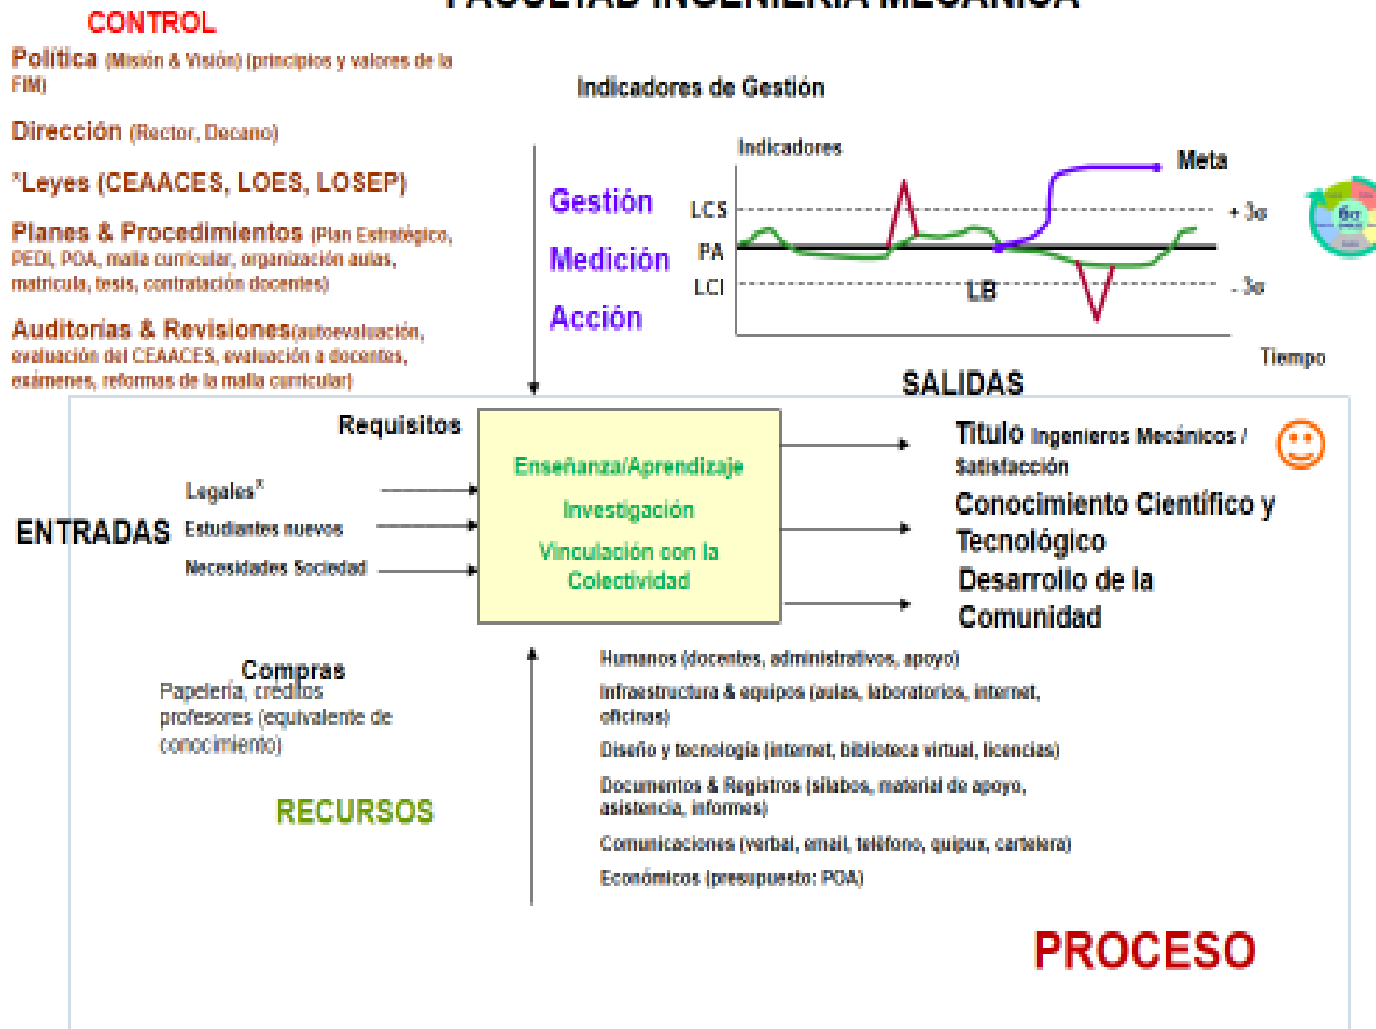 FACULTAD INGENIERÍA MECÁNICA
CONTROL
Política (Misión & Visión) (principios y valores de la
FIM)
Dirección (Rector, Decano)
*Leyes (CEAACES, LOES, LOSEP)
Planes & Procedimientos (Plan Estratégico,
PEDI, POA, malla curricular, organización aulas,
matricula, tesis, contratación docentes)
Auditorías & Revisiones(autoevaluación,
evaluación del CEAACES, evaluación a docentes,
exámenes, reformas de la malla curricular)
Indicadores de Gestión
Gestión
Medición
Acción
Indicadores
Meta
LCS
+ 3σ
PA
LCI
LB
- 3σ
Tiempo
6σ
SALIDAS
Requisitos
ENTRADAS
Legales*
Estudiantes nuevos
Necesidades Sociedad
Enseñanza/Aprendizaje
Investigación
Vinculación con la
Colectividad
Titulo Ingenieros Mecánicos /
Satisfacción
Conocimiento Científico y
Tecnológico
Desarrollo de la
Comunidad
Compras
Papelería, créditos
profesores (equivalente de
conocimiento)
RECURSOS
Humanos (docentes, administrativos, apoyo)
Infraestructura & equipos (aulas, laboratorios, internet,
oficinas)
Diseño y tecnología (internet, biblioteca virtual, licencias)
Documentos & Registros (sílabos, material de apoyo,
asistencia, informes)
Comunicaciones (verbal, email, teléfono, quipux, cartelera)
Económicos (presupuesto: POA)
PROCESO